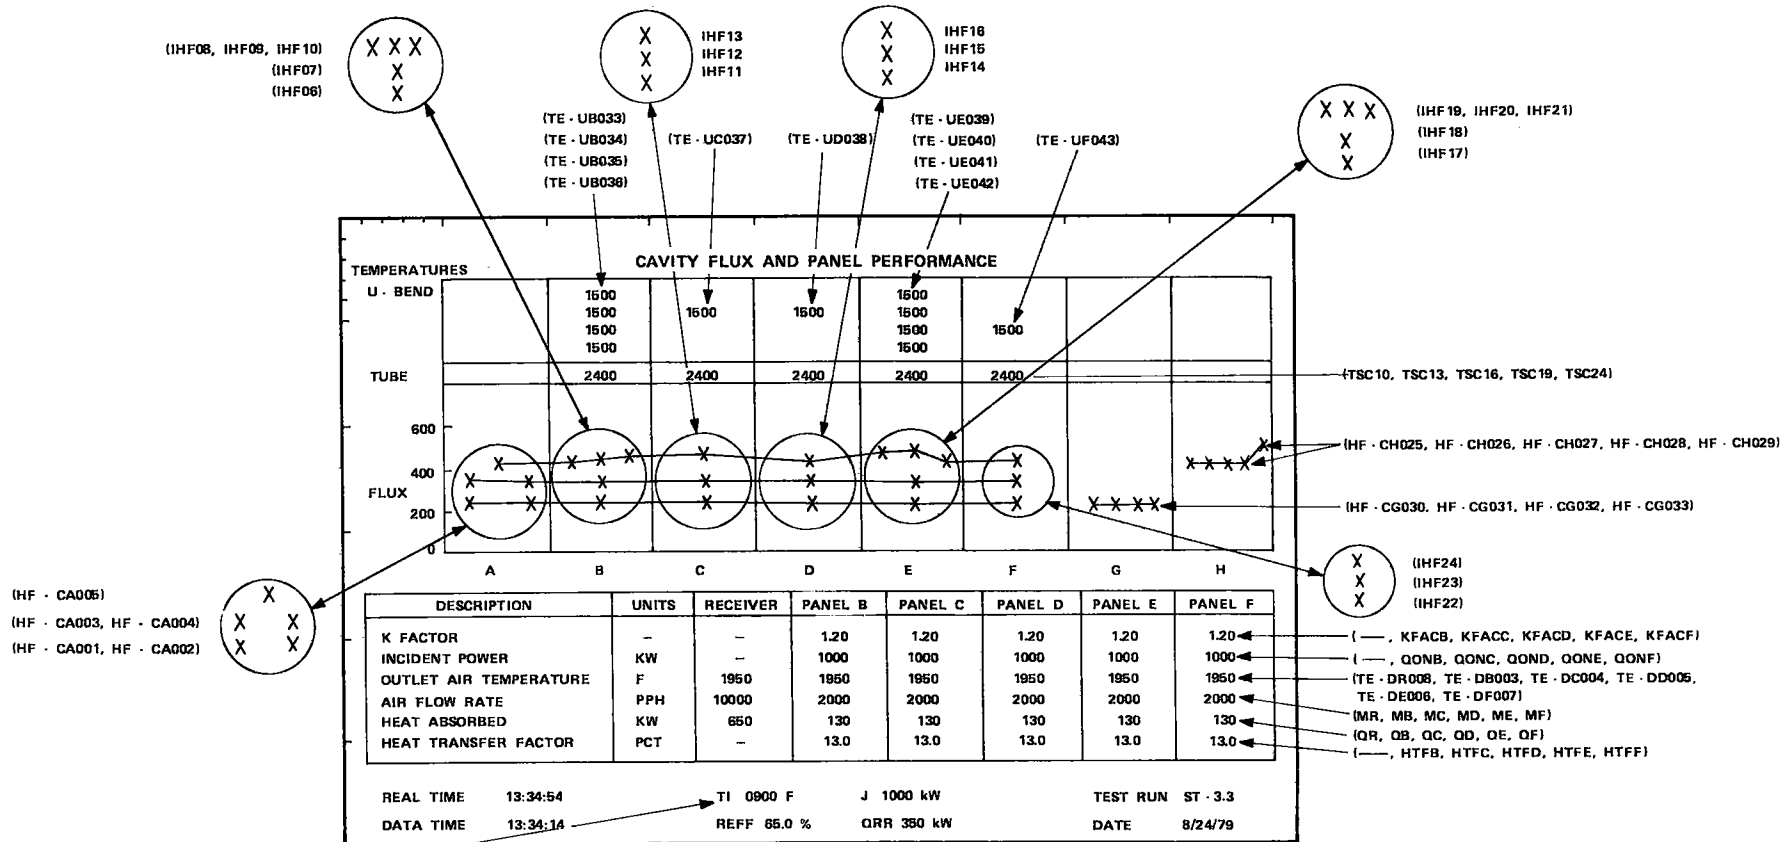 (IHF08, IHF09, IHF10)
(IHF07)
(IHF06)
IHF13
IHF12
IHF11
IHF16
IHF15
IHF14
(IHF19, IHF20, IHF21)
(IHF18)
(IHF17)
(TE - UB033)
(TE - UB034)
(TE - UB035)
(TE - UB036)
(TE - UC037)
(TE - UD038)
(TE - UE039)
(TE - UE040)
(TE - UE041)
(TE - UE042)
(TE - UF043)
CAVITY FLUX AND PANEL PERFORMANCE
TEMPERATURES
U - BEND
1500 1500
1500 1500 1500 1500
1500 1500 1500
1500 1500
TUBE 2400 2400 2400 2400 2400
(TSC10, TSC13, TSC16, TSC19, TSC24)
600
400
FLUX
200
0
(HF - CH025, HF - CH026, HF - CH027, HF - CH028, HF - CH029)
(HF - CG030, HF - CG031, HF - CG032, HF - CG033)
A B C D E F G H
(IHF24)
(IHF23)
(IHF22)
(HF - CA005)
(HF - CA003, HF - CA004)
(HF - CA001, HF - CA002)
DESCRIPTION UNITS RECEIVER PANEL B PANEL C PANEL D PANEL E PANEL F
K FACTOR – – 1.20 1.20 1.20 1.20 1.20
(—, KFACB, KFACC, KFACD, KFACE, KFACF)
INCIDENT POWER KW – 1000 1000 1000 1000 1000
(—, QONB, QONC, QOND, QONE, QONF)
OUTLET AIR TEMPERATURE F 1950 1950 1950 1950 1950 1950
(TE - DR008, TE - DB003, TE - DC004, TE - DD005,
TE - DE006, TE - DF007)
AIR FLOW RATE PPH 10000 2000 2000 2000 2000 2000
(MR, MB, MC, MD, ME, MF)
HEAT ABSORBED KW 650 130 130 130 130 130
(QR, QB, QC, QD, QE, QF)
HEAT TRANSFER FACTOR PCT – 13.0 13.0 13.0 13.0 13.0
(—, HTFB, HTFC, HTFD, HTFE, HTFF)
REAL TIME 13:34:54 TI 0900 F J 1000 kW TEST RUN ST - 3.3
DATA TIME 13:34:14 REFF 65.0 % QRR 350 kW DATE 8/24/79